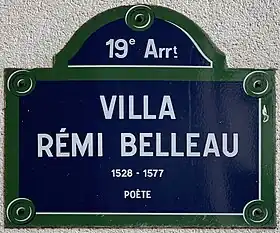 19e Arrt
VILLA
RÉMI BELLEAU
1528 - 1577
POÈTE